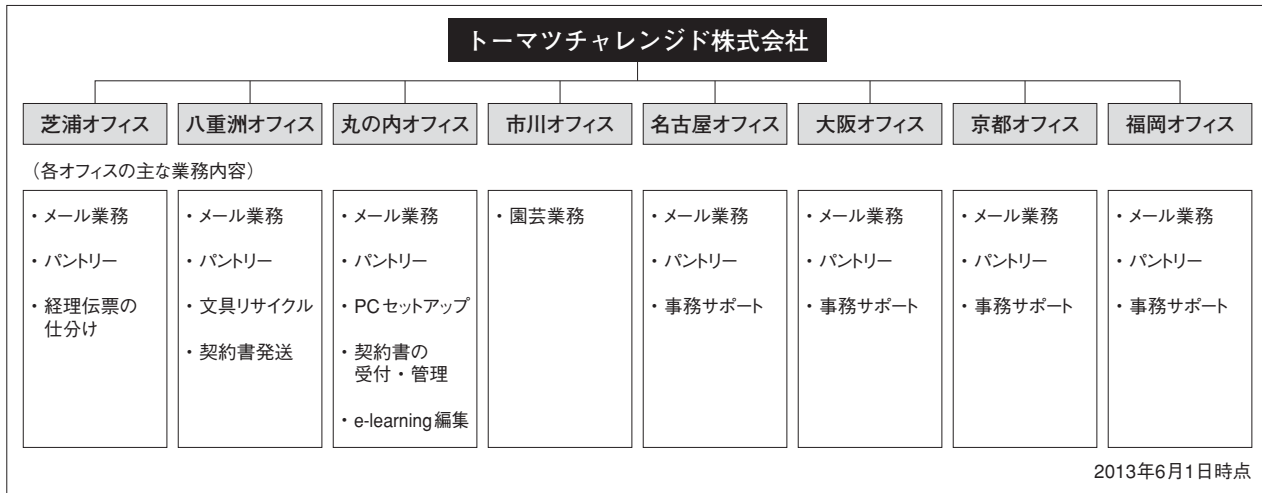 トーマツチャレンジド株式会社
芝浦オフィス
八重洲オフィス
丸の内オフィス
市川オフィス
名古屋オフィス
大阪オフィス
京都オフィス
福岡オフィス
（各オフィスの主な業務内容）
・メール業務
・パントリー
・経理伝票の
仕分け
・メール業務
・パントリー
・文具リサイクル
・契約書発送
・メール業務
・パントリー
・PCセットアップ
・契約書の
受付・管理
・e-learning編集
・園芸業務
・メール業務
・パントリー
・事務サポート
・メール業務
・パントリー
・事務サポート
・メール業務
・パントリー
・事務サポート
・メール業務
・パントリー
・事務サポート
2013年6月1日時点